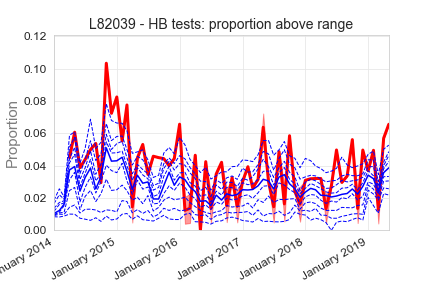 L82039 - HB tests: proportion above range
0.12
0.10
0.08
0.06
0.04
0.02
0.00
Proportion
2014
January 2015
January 2016
January 2017
January 2018
January 2019